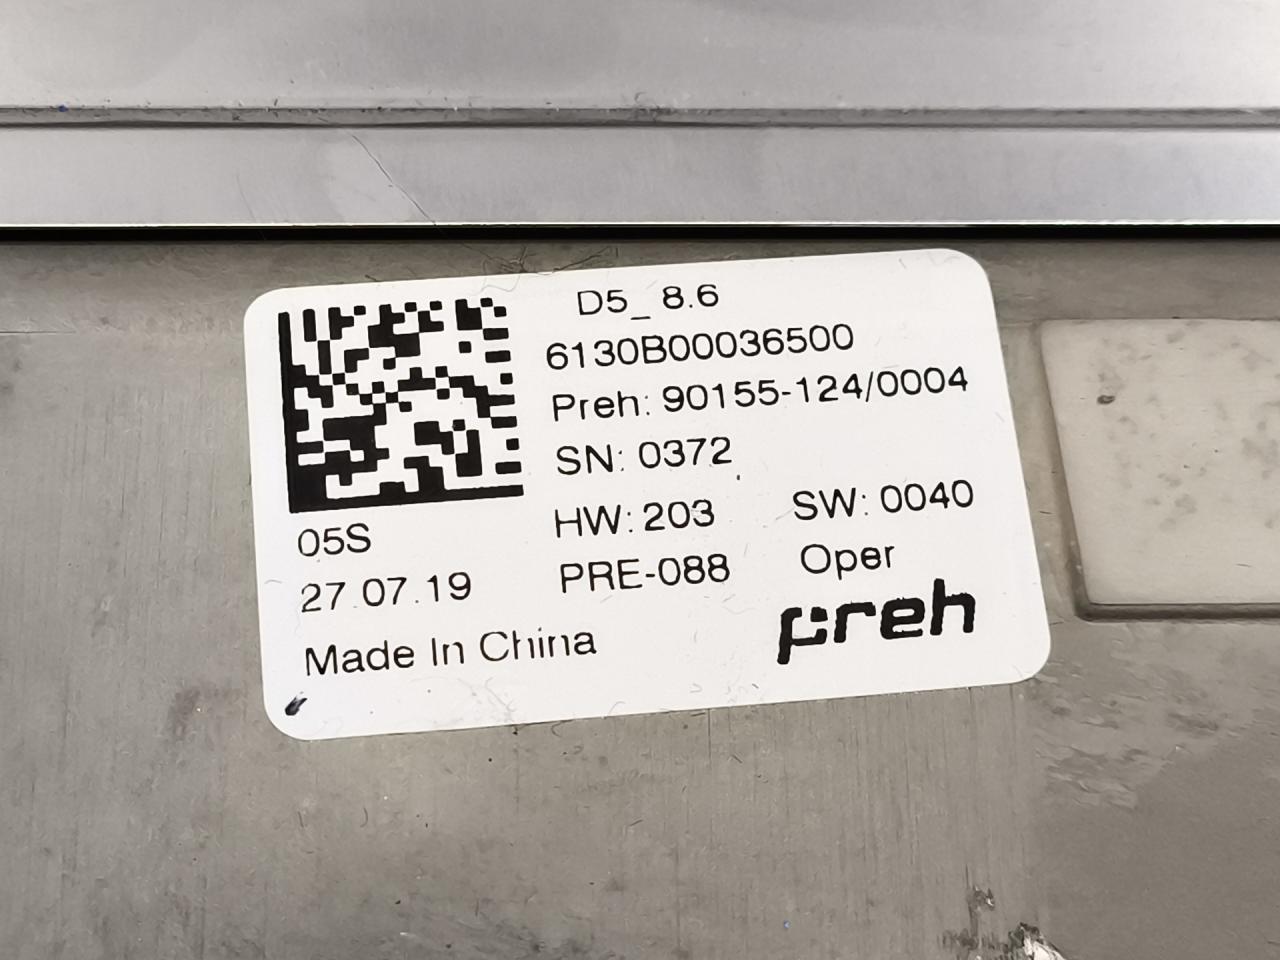 D5_ 8.6
6130B00036500
Preh: 90155-124/0004
SN: 0372
HW: 203 SW: 0040
05S
PRE-088 Oper
27.07.19
Made In China
preh